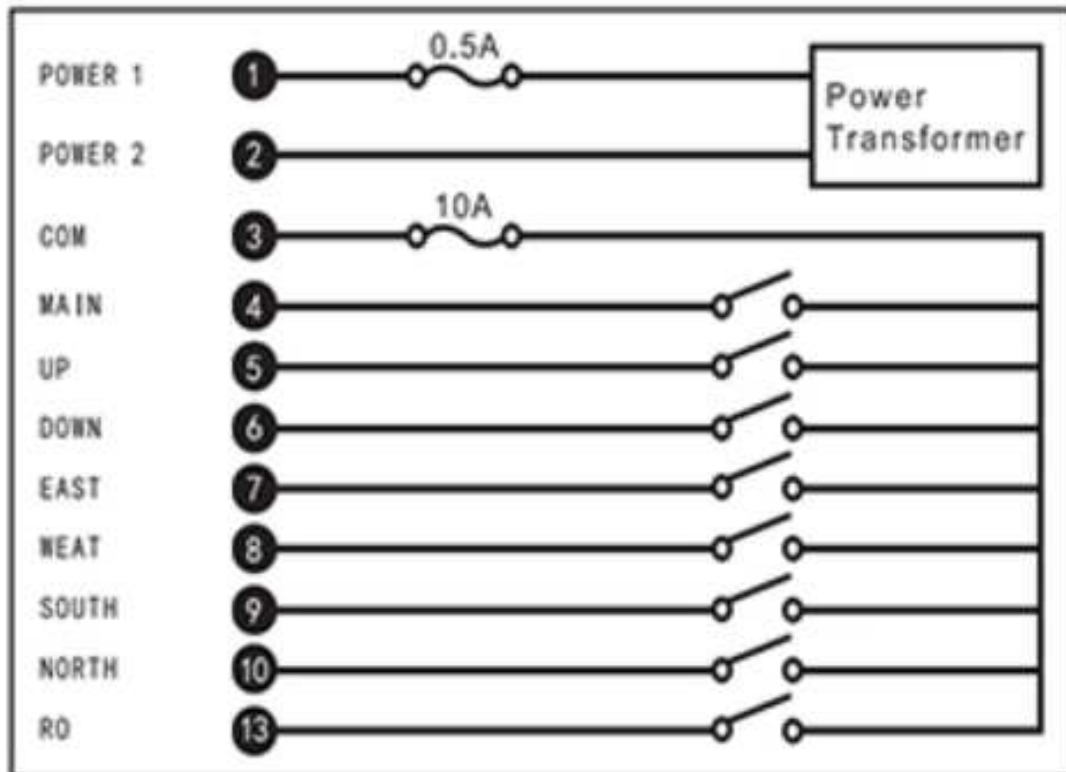 POWER 1 1 0.5A
Power
Transformer
POWER 2 2
COM 3 10A
MAIN 4
UP 5
DOWN 6
EAST 7
WEAT 8
SOUTH 9
NORTH 10
RO 13